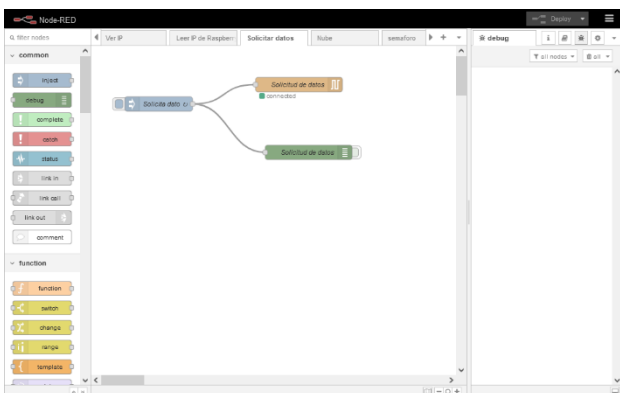 Node-RED
Deploy
filter nodes
Ver IP
Leer IP de Raspberr
Solicitar datos
Nube
semaforo
debug
i
all nodes
all
common
inject
debug
complete
catch
status
link in
link call
link out
comment
function
function
switch
change
range
template
Solicita dato
Solicitud de datos
connected
Solicitud de datos